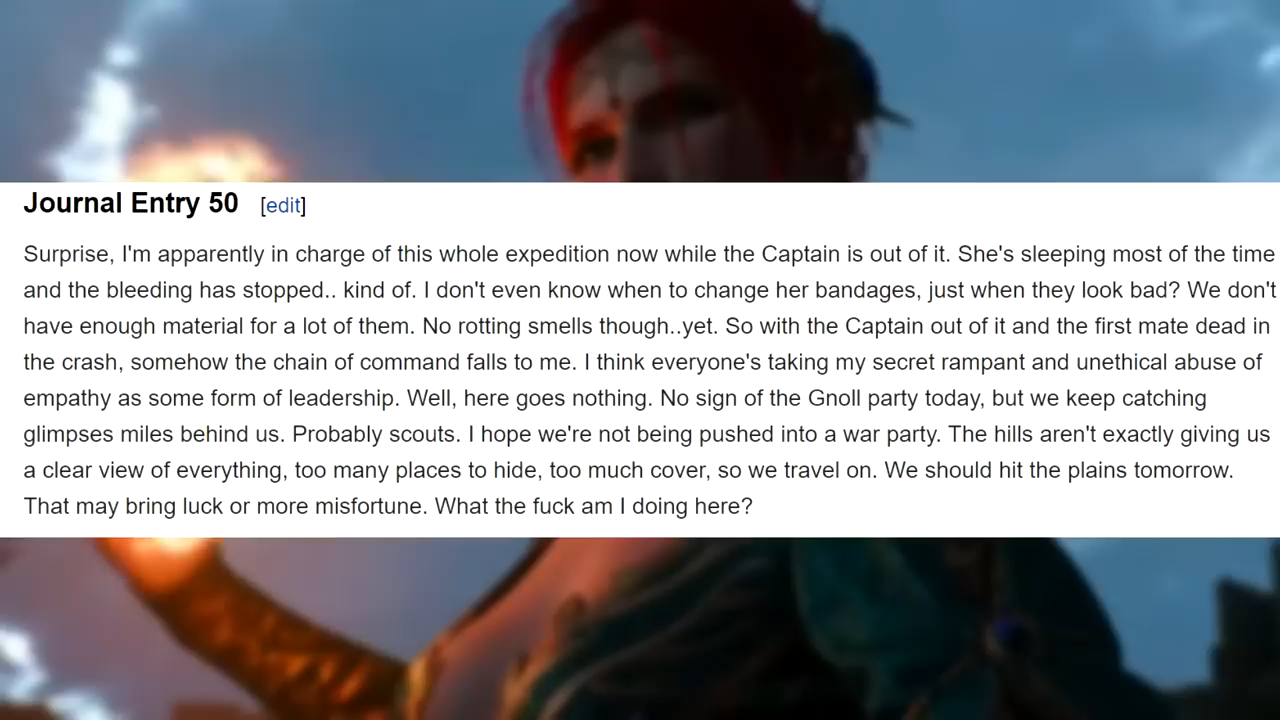 Journal Entry 50 [edit]
Surprise, I'm apparently in charge of this whole expedition now while the Captain is out of it. She's sleeping most of the time
and the bleeding has stopped.. kind of. I don't even know when to change her bandages, just when they look bad? We don't
have enough material for a lot of them. No rotting smells though..yet. So with the Captain out of it and the first mate dead in
the crash, somehow the chain of command falls to me. I think everyone's taking my secret rampant and unethical abuse of
empathy as some form of leadership. Well, here goes nothing. No sign of the Gnoll party today, but we keep catching
glimpses miles behind us. Probably scouts. I hope we're not being pushed into a war party. The hills aren't exactly giving us
a clear view of everything, too many places to hide, too much cover, so we travel on. We should hit the plains tomorrow.
That may bring luck or more misfortune. What the fuck am I doing here?